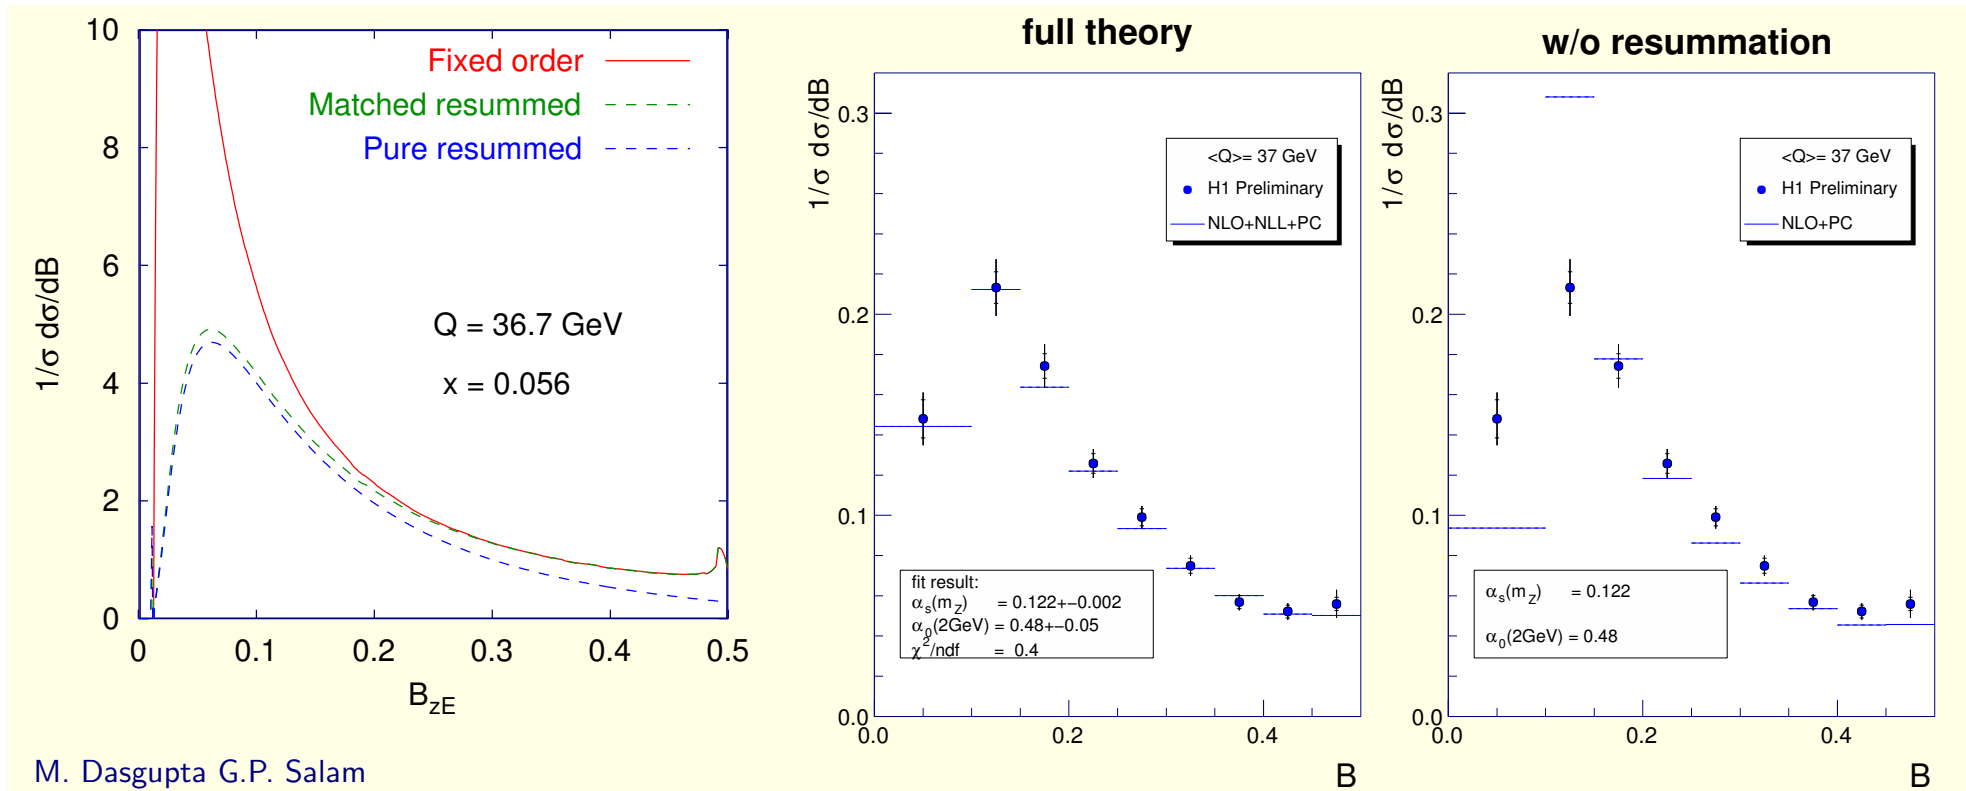 10
8
6
4
2
0
0
0.1
0.2
0.3
0.4
0.5
1/σ dσ/dB
B_zE
Fixed order
Matched resummed
Pure resummed
Q = 36.7 GeV
x = 0.056
M. Dasgupta G.P. Salam
full theory
1/σ dσ/dB
0.3
0.2
0.1
0.0
0.0
0.2
0.4
B
<Q>= 37 GeV
H1 Preliminary
NLO+NLL+PC
fit result:
α_s(m_Z) = 0.122+−0.002
α_0(2GeV) = 0.48+−0.05
χ²/ndf = 0.4
w/o resummation
1/σ dσ/dB
0.3
0.2
0.1
0.0
0.0
0.2
0.4
B
<Q>= 37 GeV
H1 Preliminary
NLO+PC
α_s(m_Z) = 0.122
α_0(2GeV) = 0.48